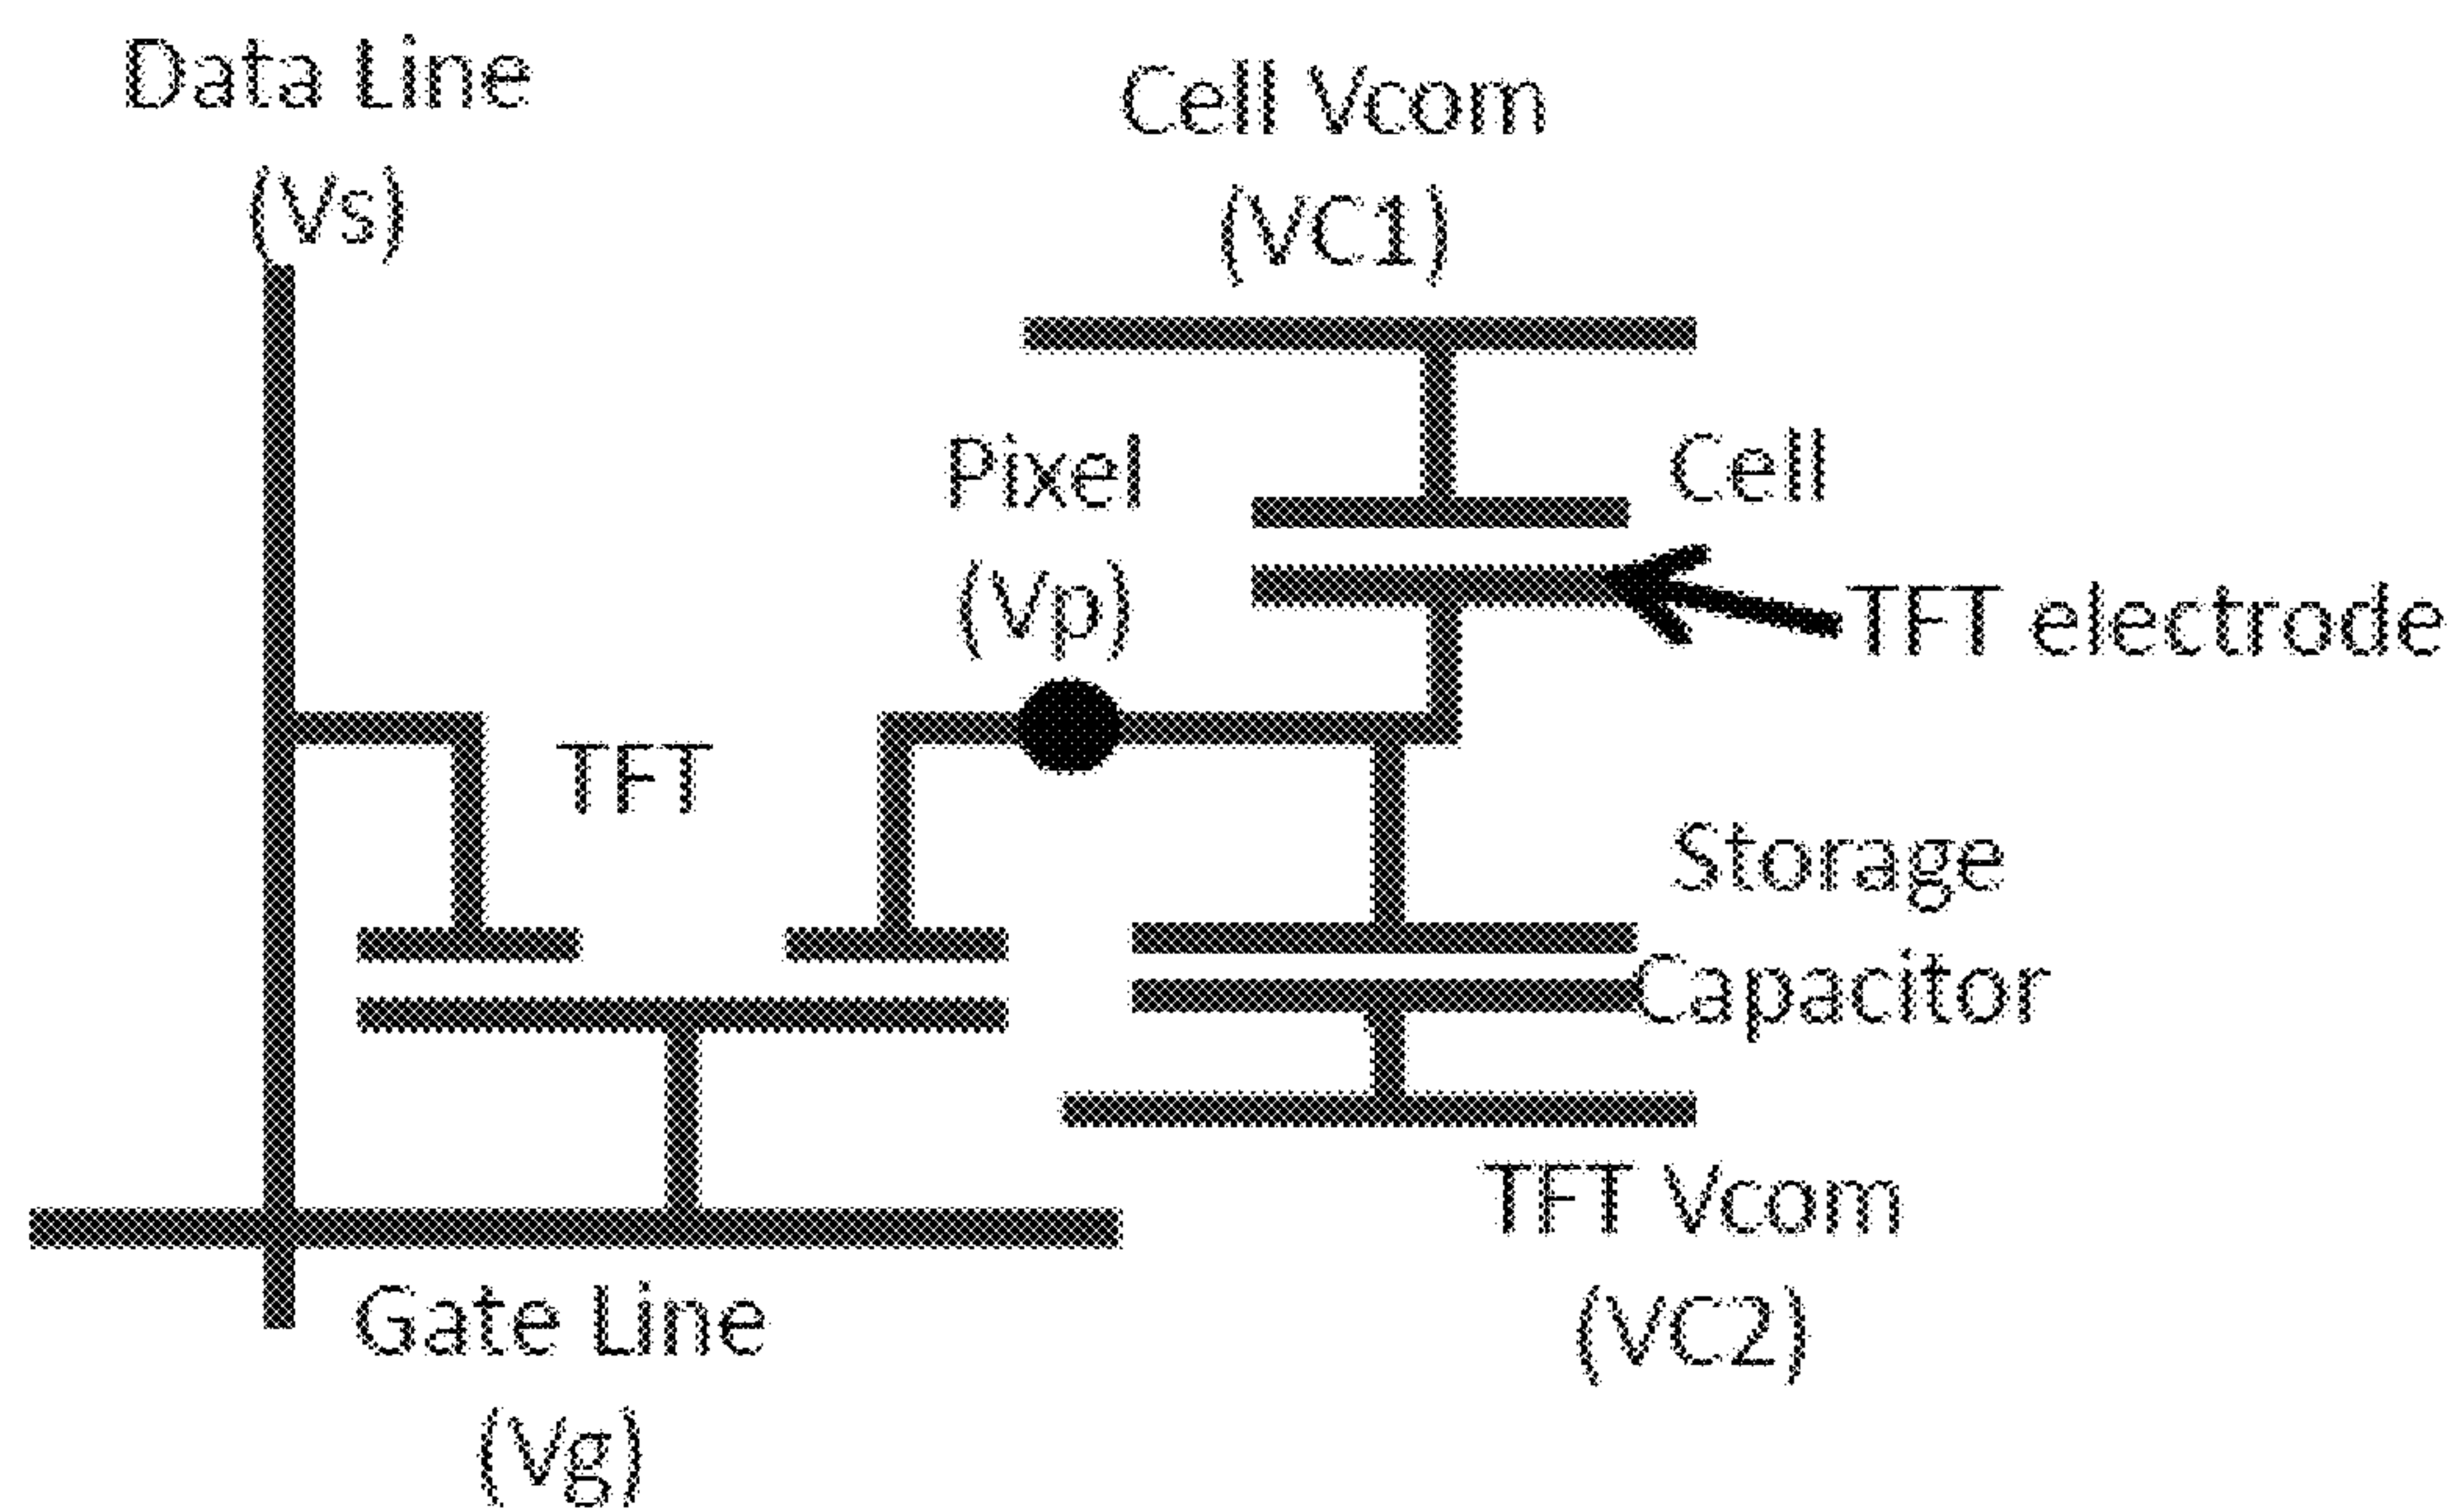 Data Line
(Vs)
Cell Vcom
(VC1)
Pixel
(Vp)
Cell
TFT electrode
TFT
Storage
Capacitor
TFT Vcom
(VC2)
Gate Line
(Vg)